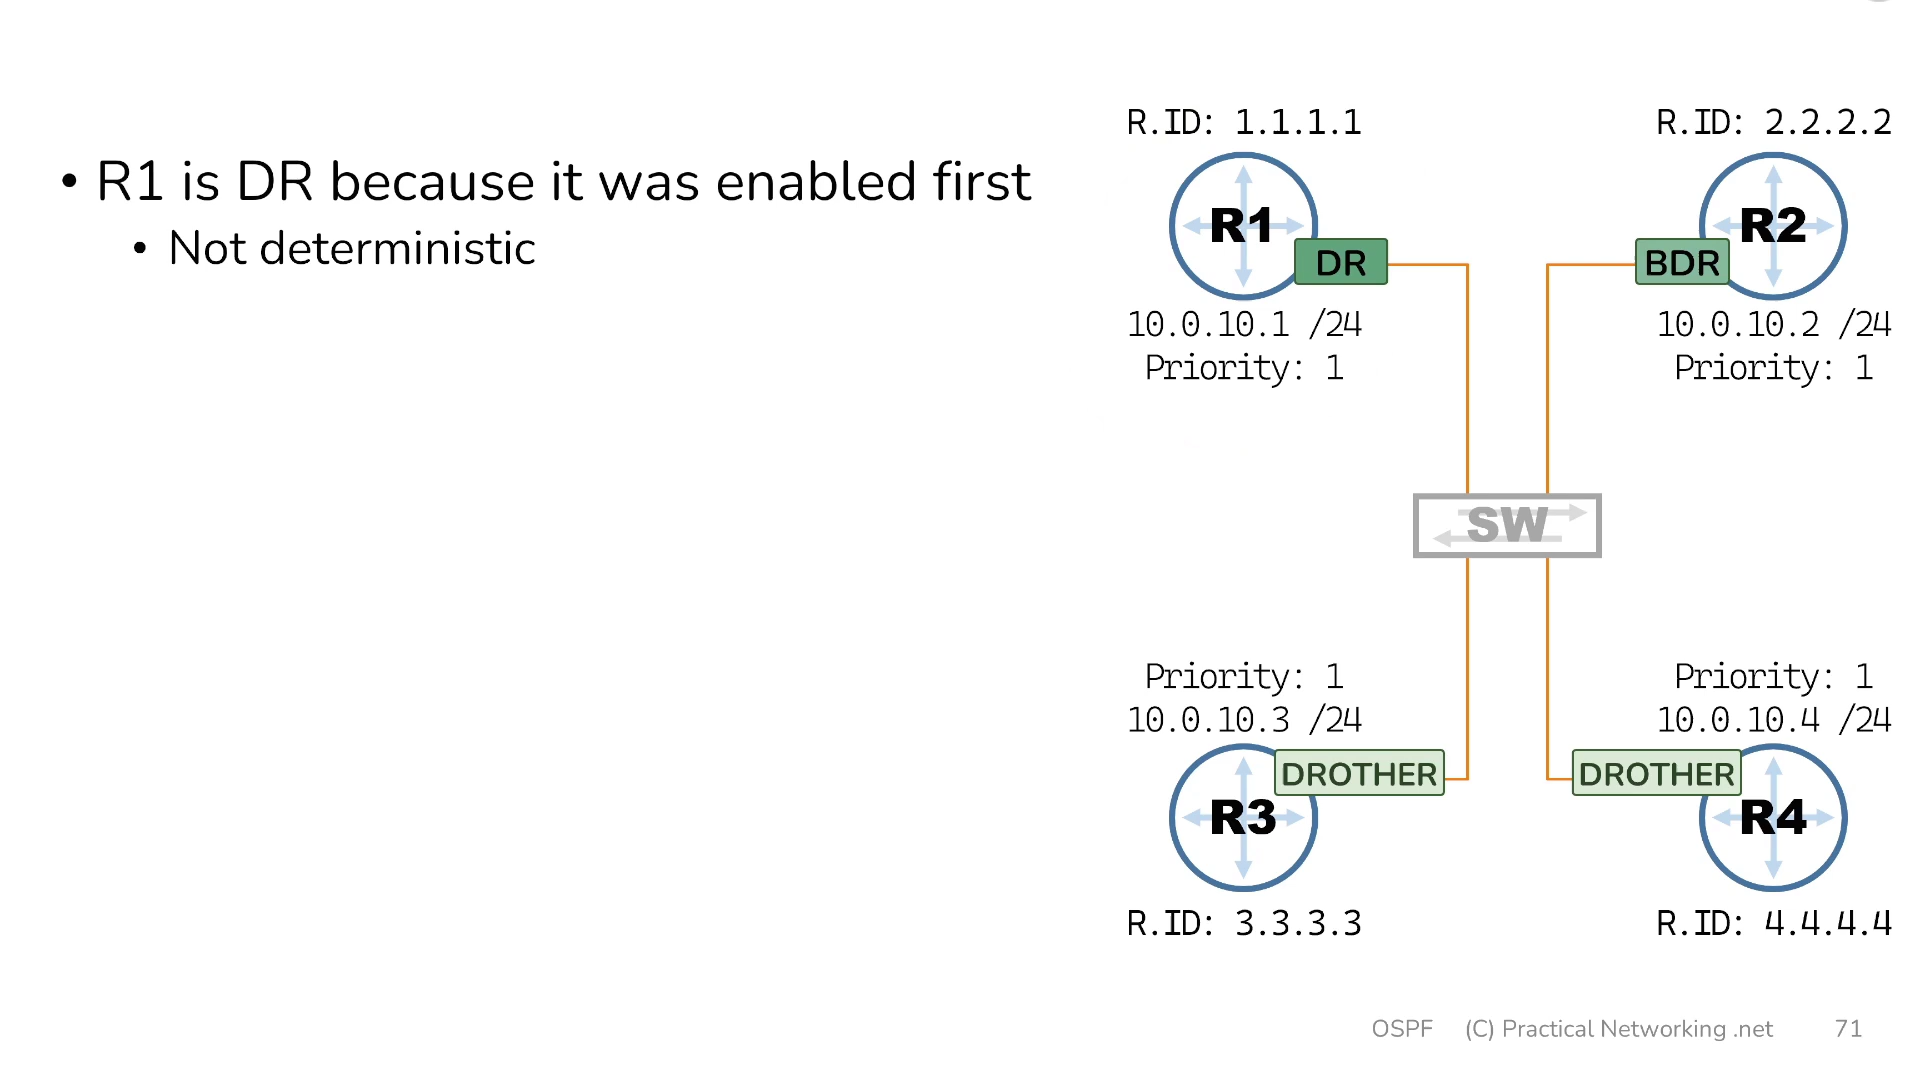 • R1 is DR because it was enabled first
• Not deterministic
R.ID: 1.1.1.1
R1
DR
10.0.10.1 /24
Priority: 1
R.ID: 2.2.2.2
R2
BDR
10.0.10.2 /24
Priority: 1
SW
Priority: 1
10.0.10.3 /24
DROTHER
R3
R.ID: 3.3.3.3
Priority: 1
10.0.10.4 /24
DROTHER
R4
R.ID: 4.4.4.4
OSPF (C) Practical Networking .net 71